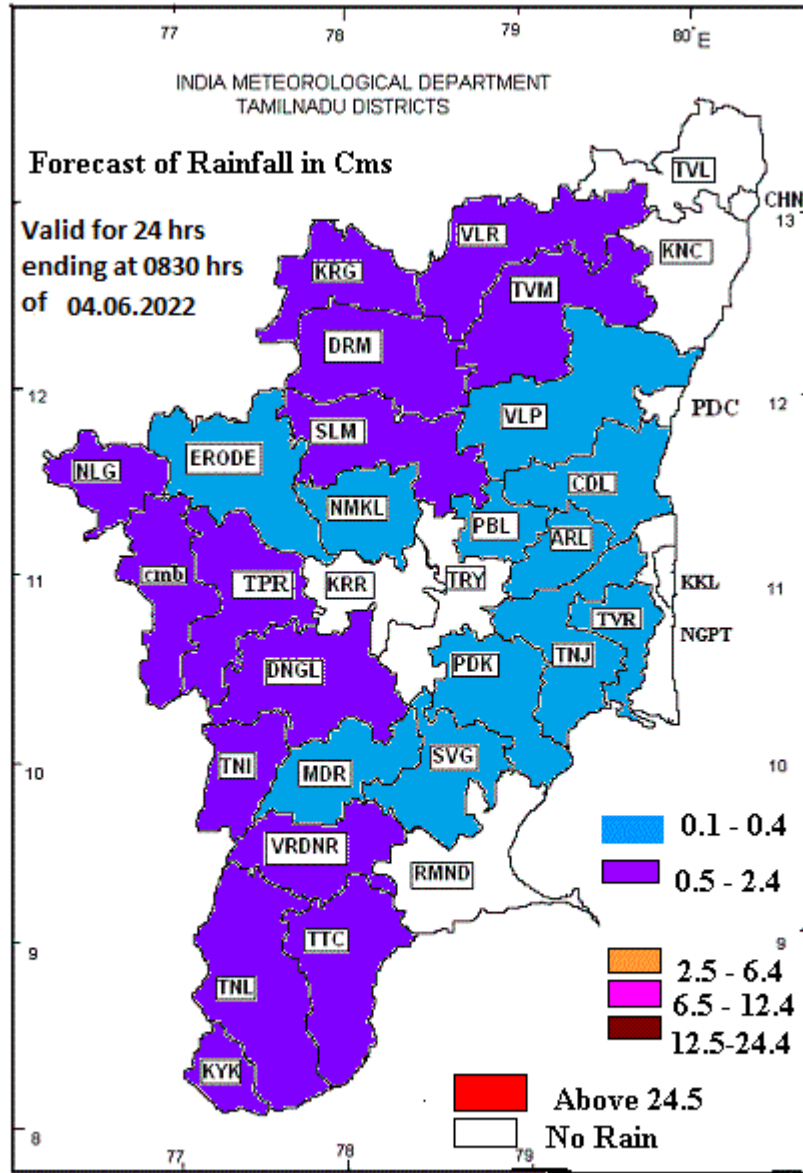 77 78 79 80°E
INDIA METEOROLOGICAL DEPARTMENT
TAMILNADU DISTRICTS
Forecast of Rainfall in Cms
TVL
CHN
13
Valid for 24 hrs
ending at 0830 hrs
of 04.06.2022
VLR
KNC
KRG
TVM
DRM
12
12
PDC
VLP
SLM
ERODE
NLG
CDL
NMKL
PBL
ARL
cmb
TPR
11
KRR
TRY
KKL
11
TVR
NGPT
DNGL
PDK
TNJ
10
TNI
MDR
SVG
10
0.1 - 0.4
VRDNR
RMND
0.5 - 2.4
9
TTC
9
2.5 - 6.4
TNL
6.5 - 12.4
12.5-24.4
KYK
Above 24.5
8
No Rain
77 78 79